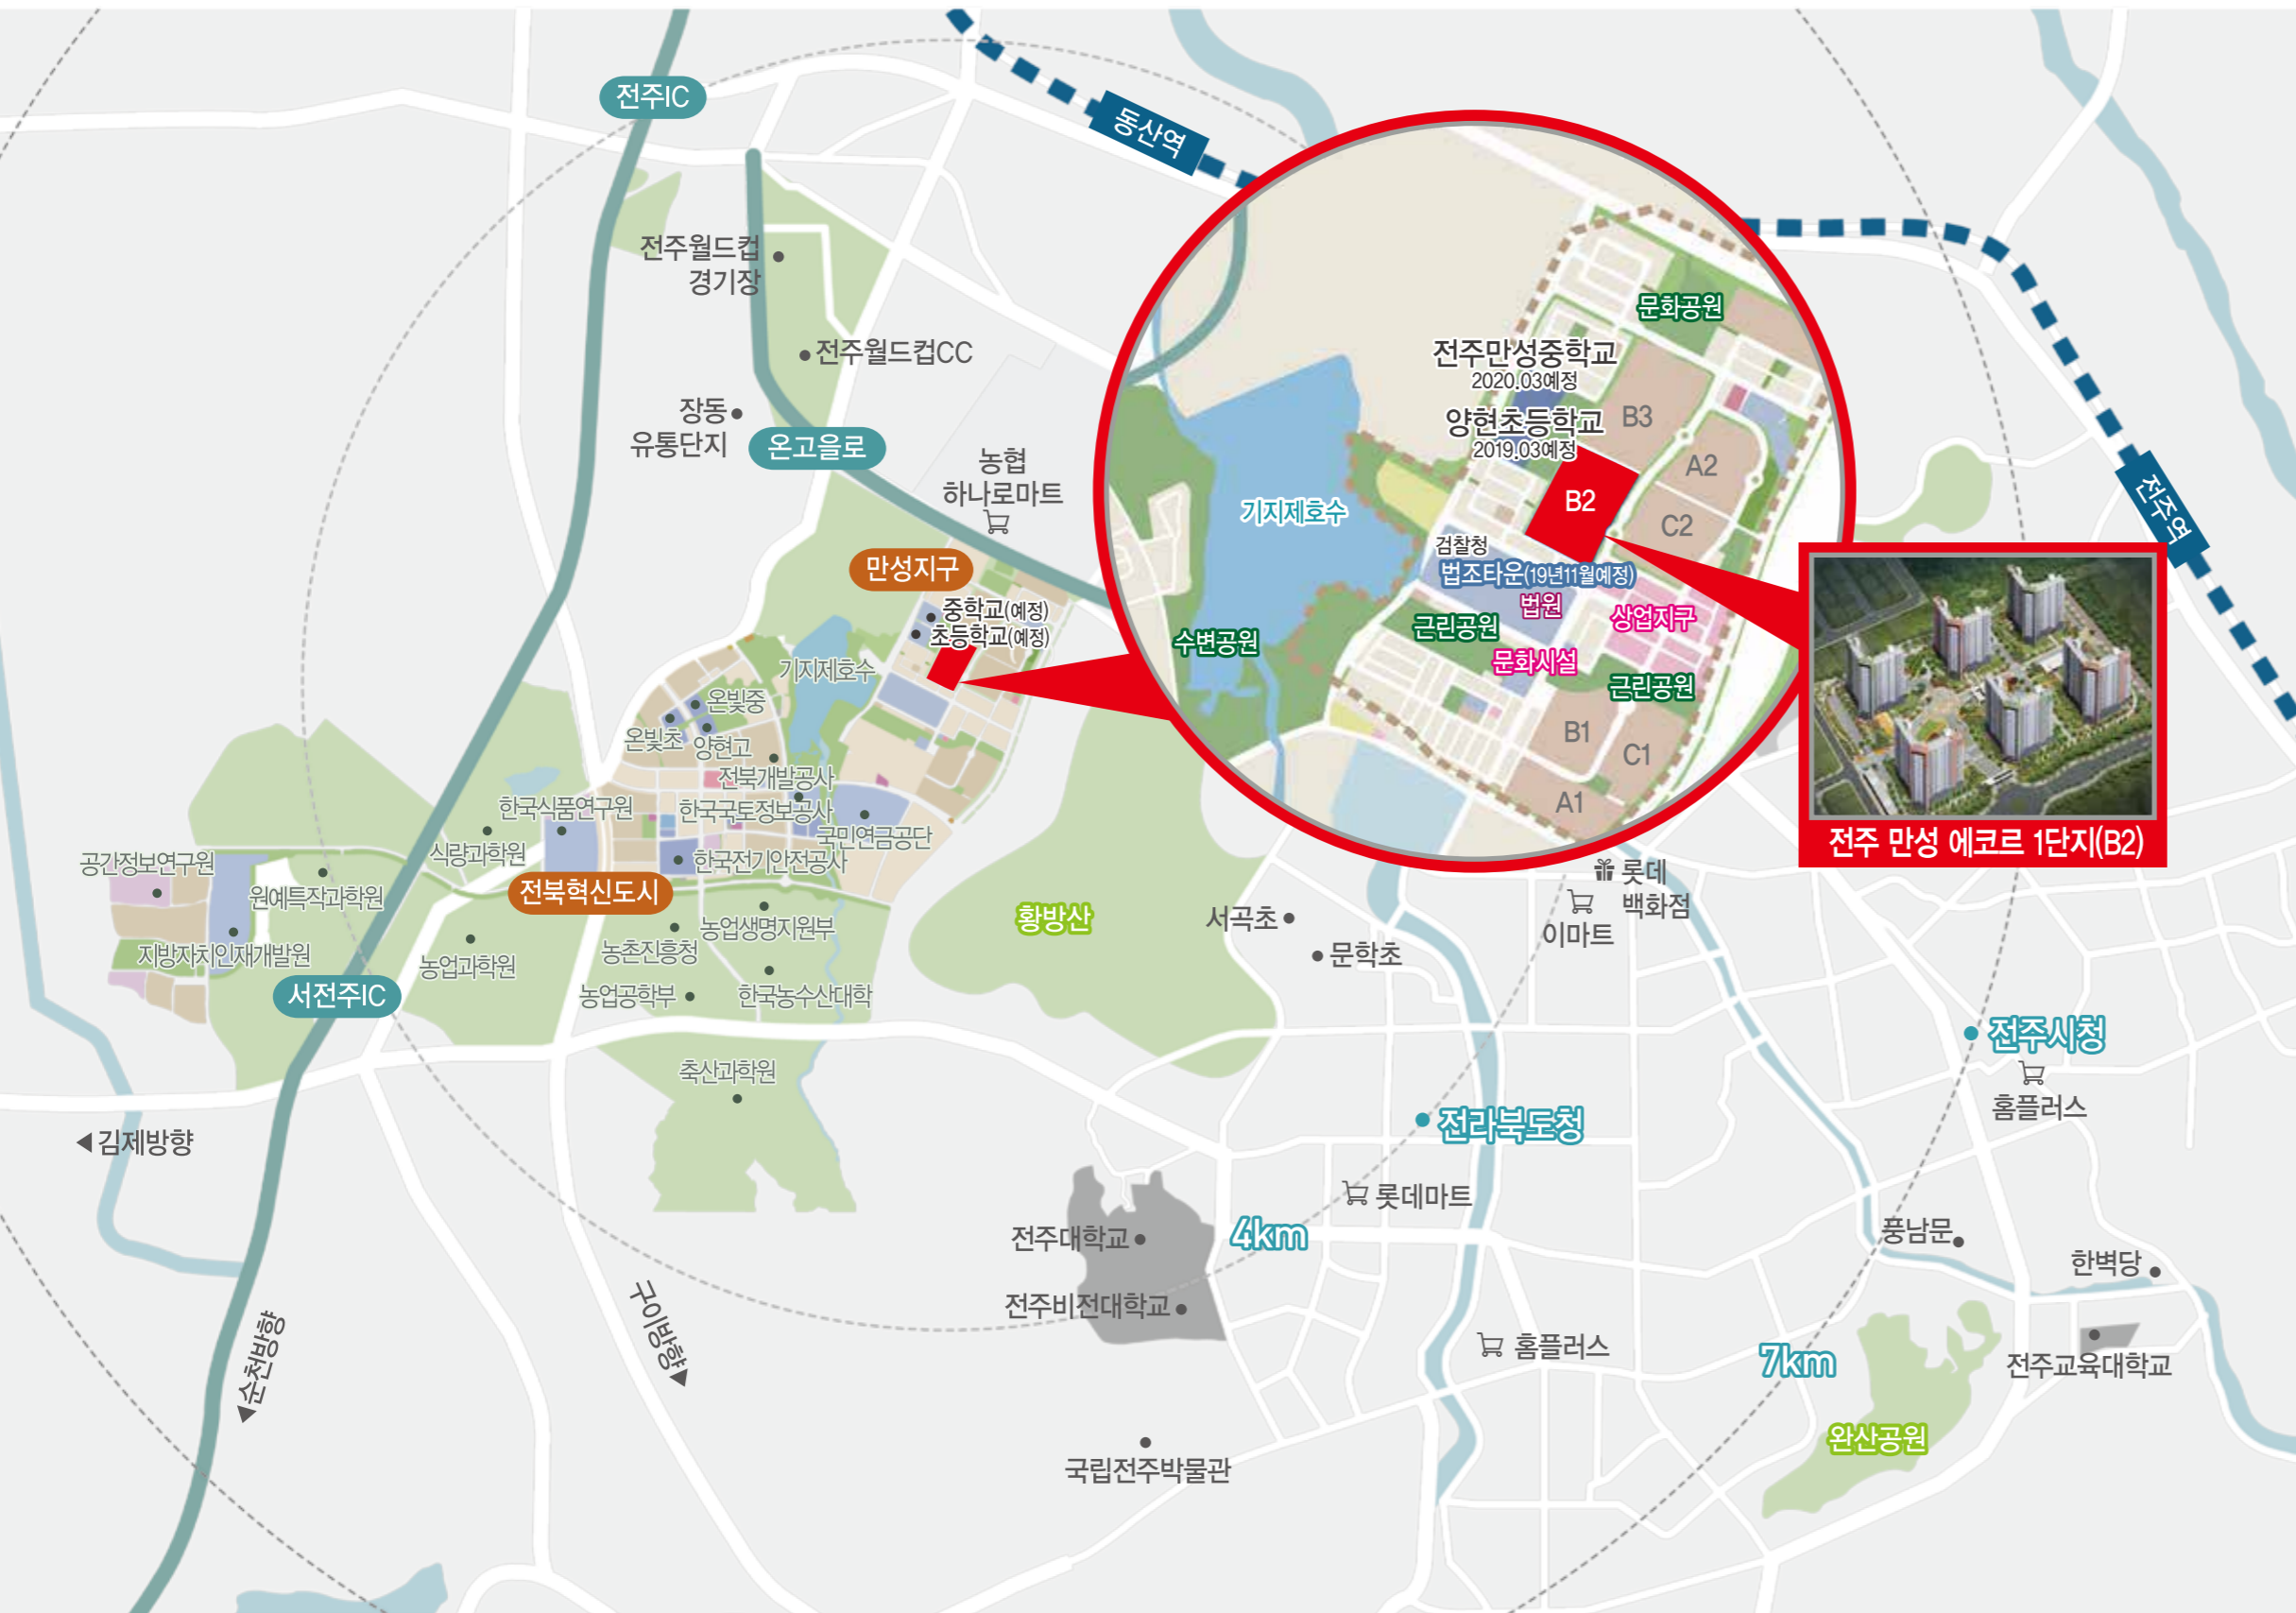 전주IC
동산역
전주월드컵
경기장
전주월드컵CC
장동
유통단지
온고을로
농협
하나로마트
만성지구
중학교(예정)
초등학교(예정)
기지제호수
온빛중
온빛초
양현고
전북개발공사
한국식품연구원
한국국토정보공사
국민연금공단
식량과학원
한국전기안전공사
공간정보연구원
원예특작과학원
전북혁신도시
지방자치인재개발원
농업과학원
농촌진흥청
농업생명지원부
서전주IC
농업공학부
한국농수산대학
축산과학원
황방산
문화공원
전주만성중학교
2020.03예정
양현초등학교
2019.03예정
B3
A2
B2
C2
기지제호수
검찰청
법조타운(19년11월예정)
법원
상업지구
근린공원
수변공원
문화시설
근린공원
B1
C1
A1
전주역
전주 만성 에코르 1단지(B2)
롯데
백화점
이마트
서곡초
문학초
전주시청
홈플러스
전라북도청
롯데마트
◀김제방향
◀순천방향
구이방향▶
전주대학교
4km
전주비전대학교
홈플러스
7km
풍남문
한벽당
전주교육대학교
완산공원
국립전주박물관